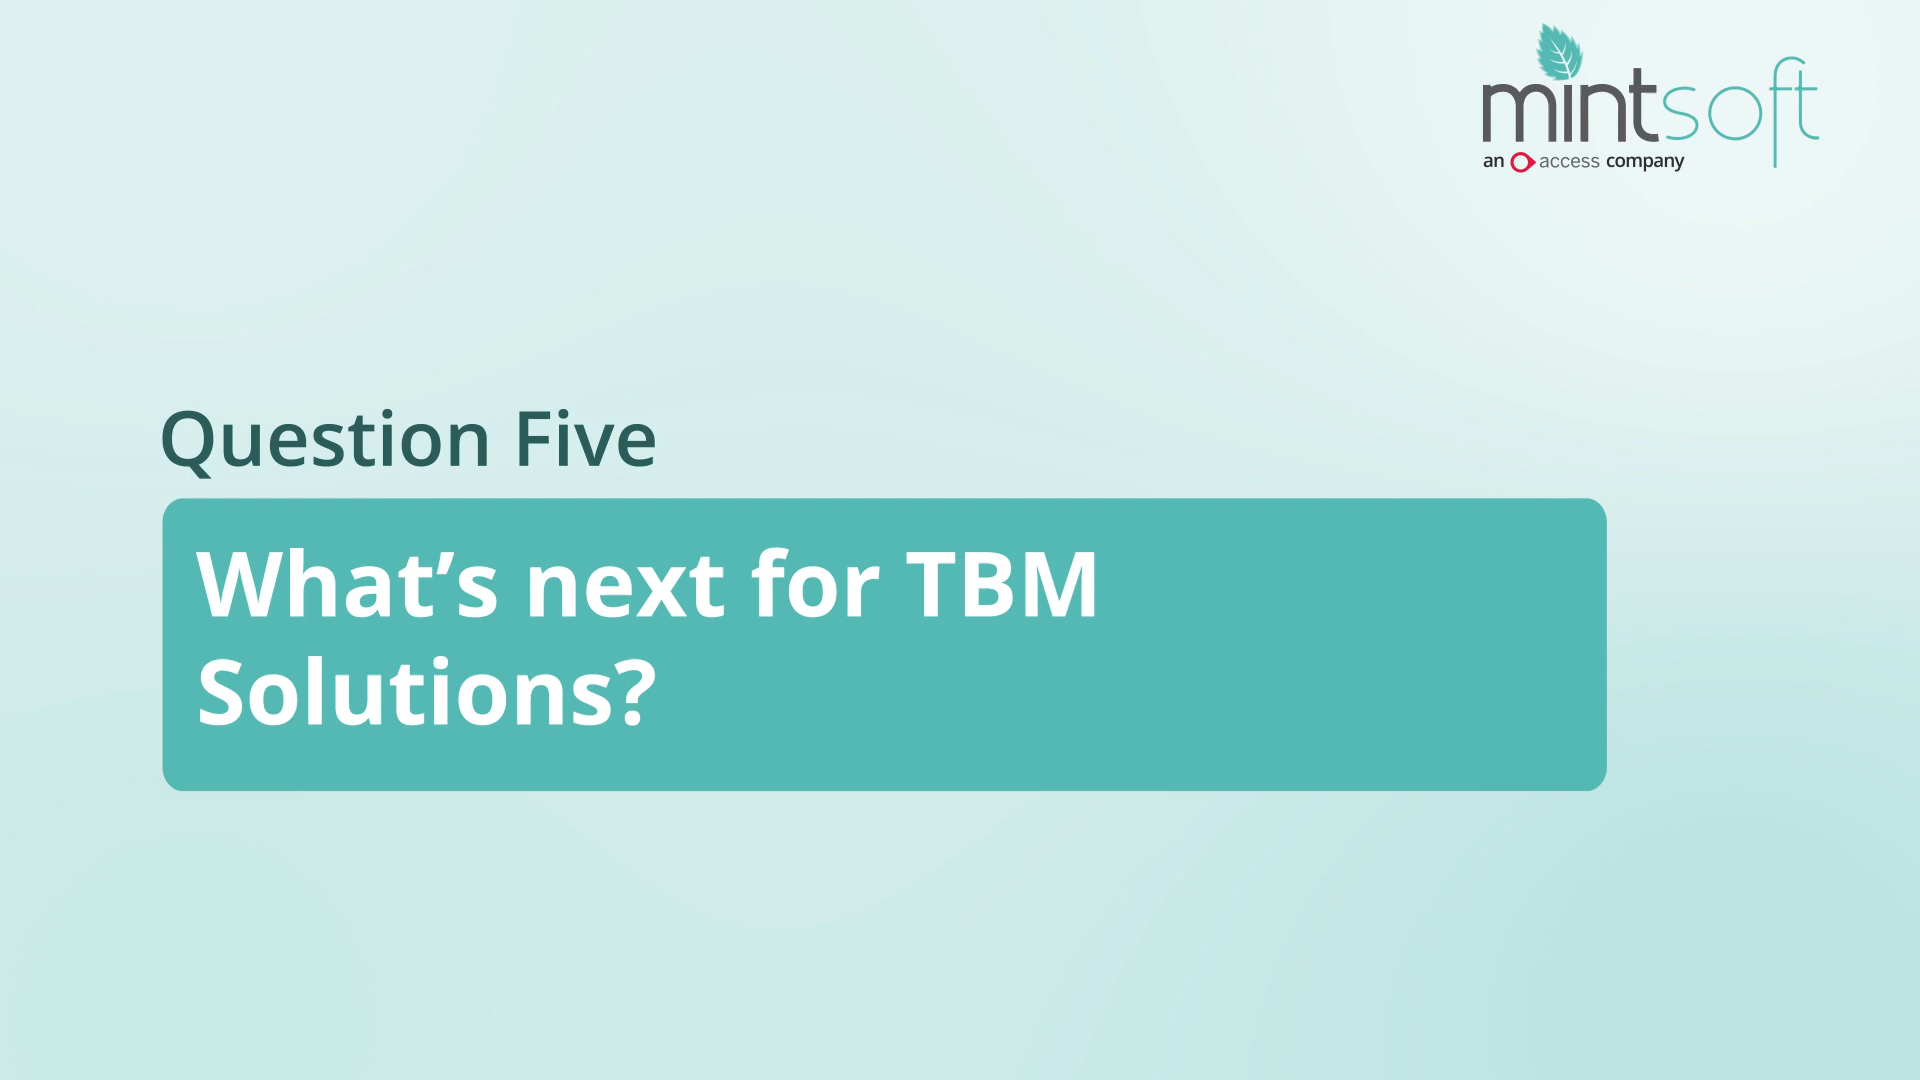 mintsoft
an access company
Question Five
What’s next for TBM
Solutions?